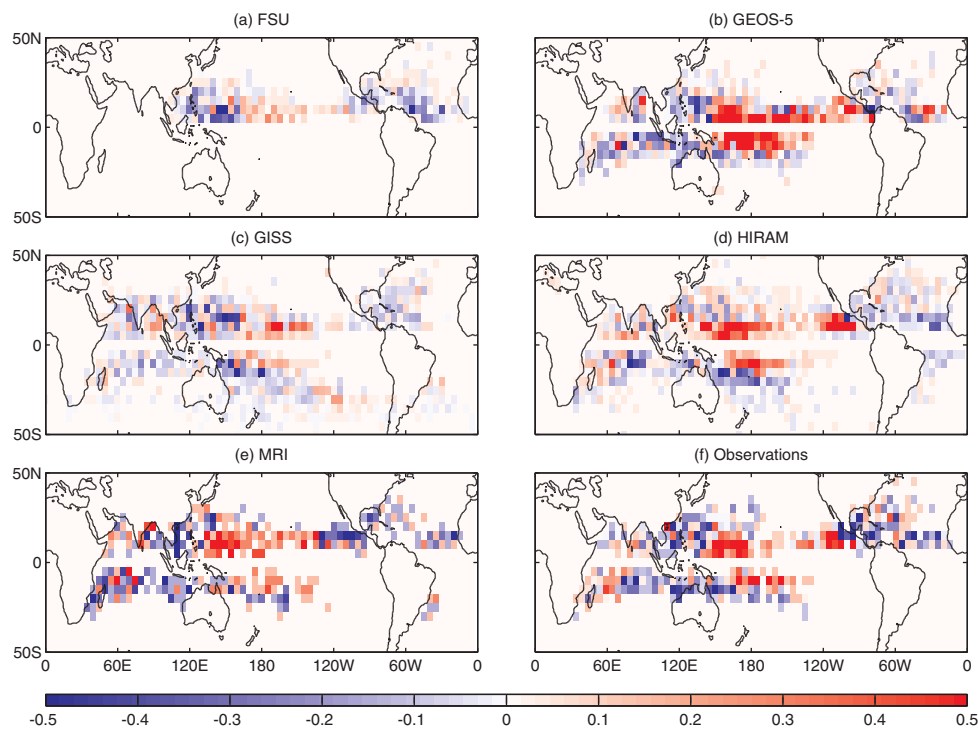 (a) FSU
(b) GEOS-5
50N
0
50S
(c) GISS
(d) HIRAM
50N
0
50S
(e) MRI
(f) Observations
50N
0
50S
0 60E 120E 180 120W 60W 0
0 60E 120E 180 120W 60W 0
-0.5 -0.4 -0.3 -0.2 -0.1 0 0.1 0.2 0.3 0.4 0.5